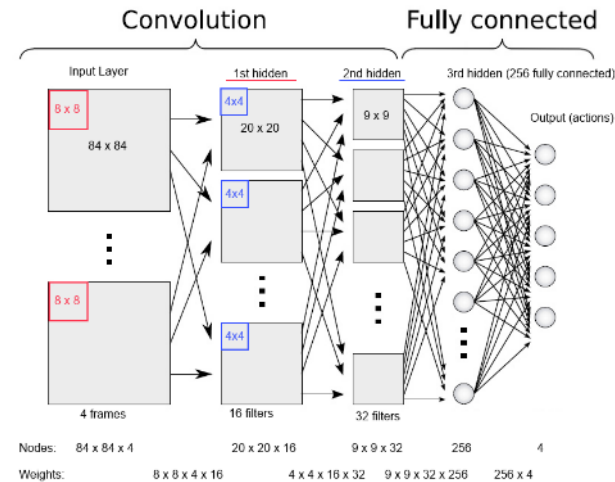 Convolution Fully connected
Input Layer 1st hidden 2nd hidden 3rd hidden (256 fully connected)
8 x 8 4x4
84 x 84 20 x 20 9 x 9
Output (actions)
4x4
8 x 8 4x4
4 frames 16 filters 32 filters
Nodes: 84 x 84 x 4 20 x 20 x 16 9 x 9 x 32 256 4
Weights: 8 x 8 x 4 x 16 4 x 4 x 16 x 32 9 x 9 x 32 x 256 256 x 4